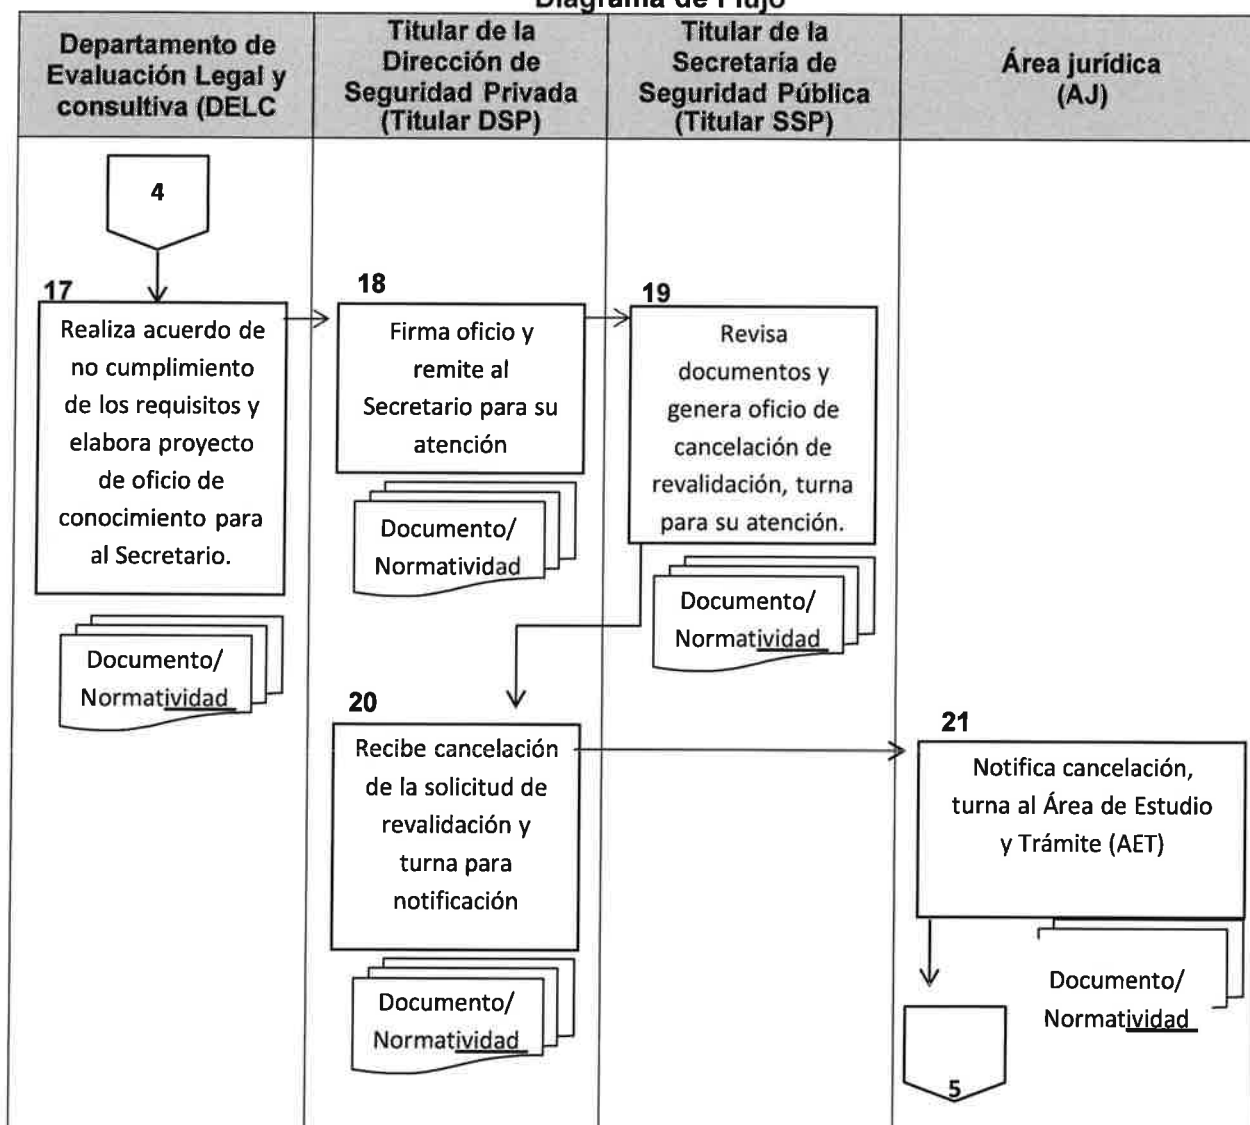 Diagrama de Flujo
Departamento de
Evaluación Legal y
consultiva (DELC
Titular de la
Dirección de
Seguridad Privada
(Titular DSP)
Titular de la
Secretaría de
Seguridad Pública
(Titular SSP)
Área jurídica
(AJ)
4
17
Realiza acuerdo de
no cumplimiento
de los requisitos y
elabora proyecto
de oficio de
conocimiento para
al Secretario.
Documento/
Normatividad
18
Firma oficio y
remite al
Secretario para su
atención
Documento/
Normatividad
19
Revisa
documentos y
genera oficio de
cancelación de
revalidación, turna
para su atención.
Documento/
Normatividad
20
Recibe cancelación
de la solicitud de
revalidación y
turna para
notificación
Documento/
Normatividad
21
Notifica cancelación,
turna al Área de Estudio
y Trámite (AET)
Documento/
Normatividad
5